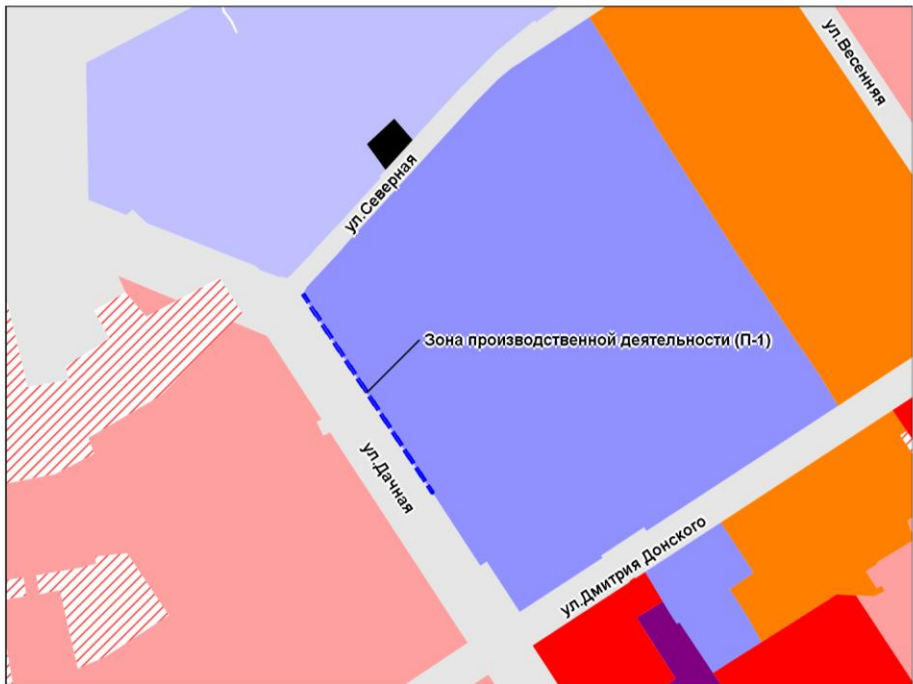 ул.Весенняя
ул.Северная
Зона производственной деятельности (П-1)
ул.Дачная
ул.Дмитрия Донского